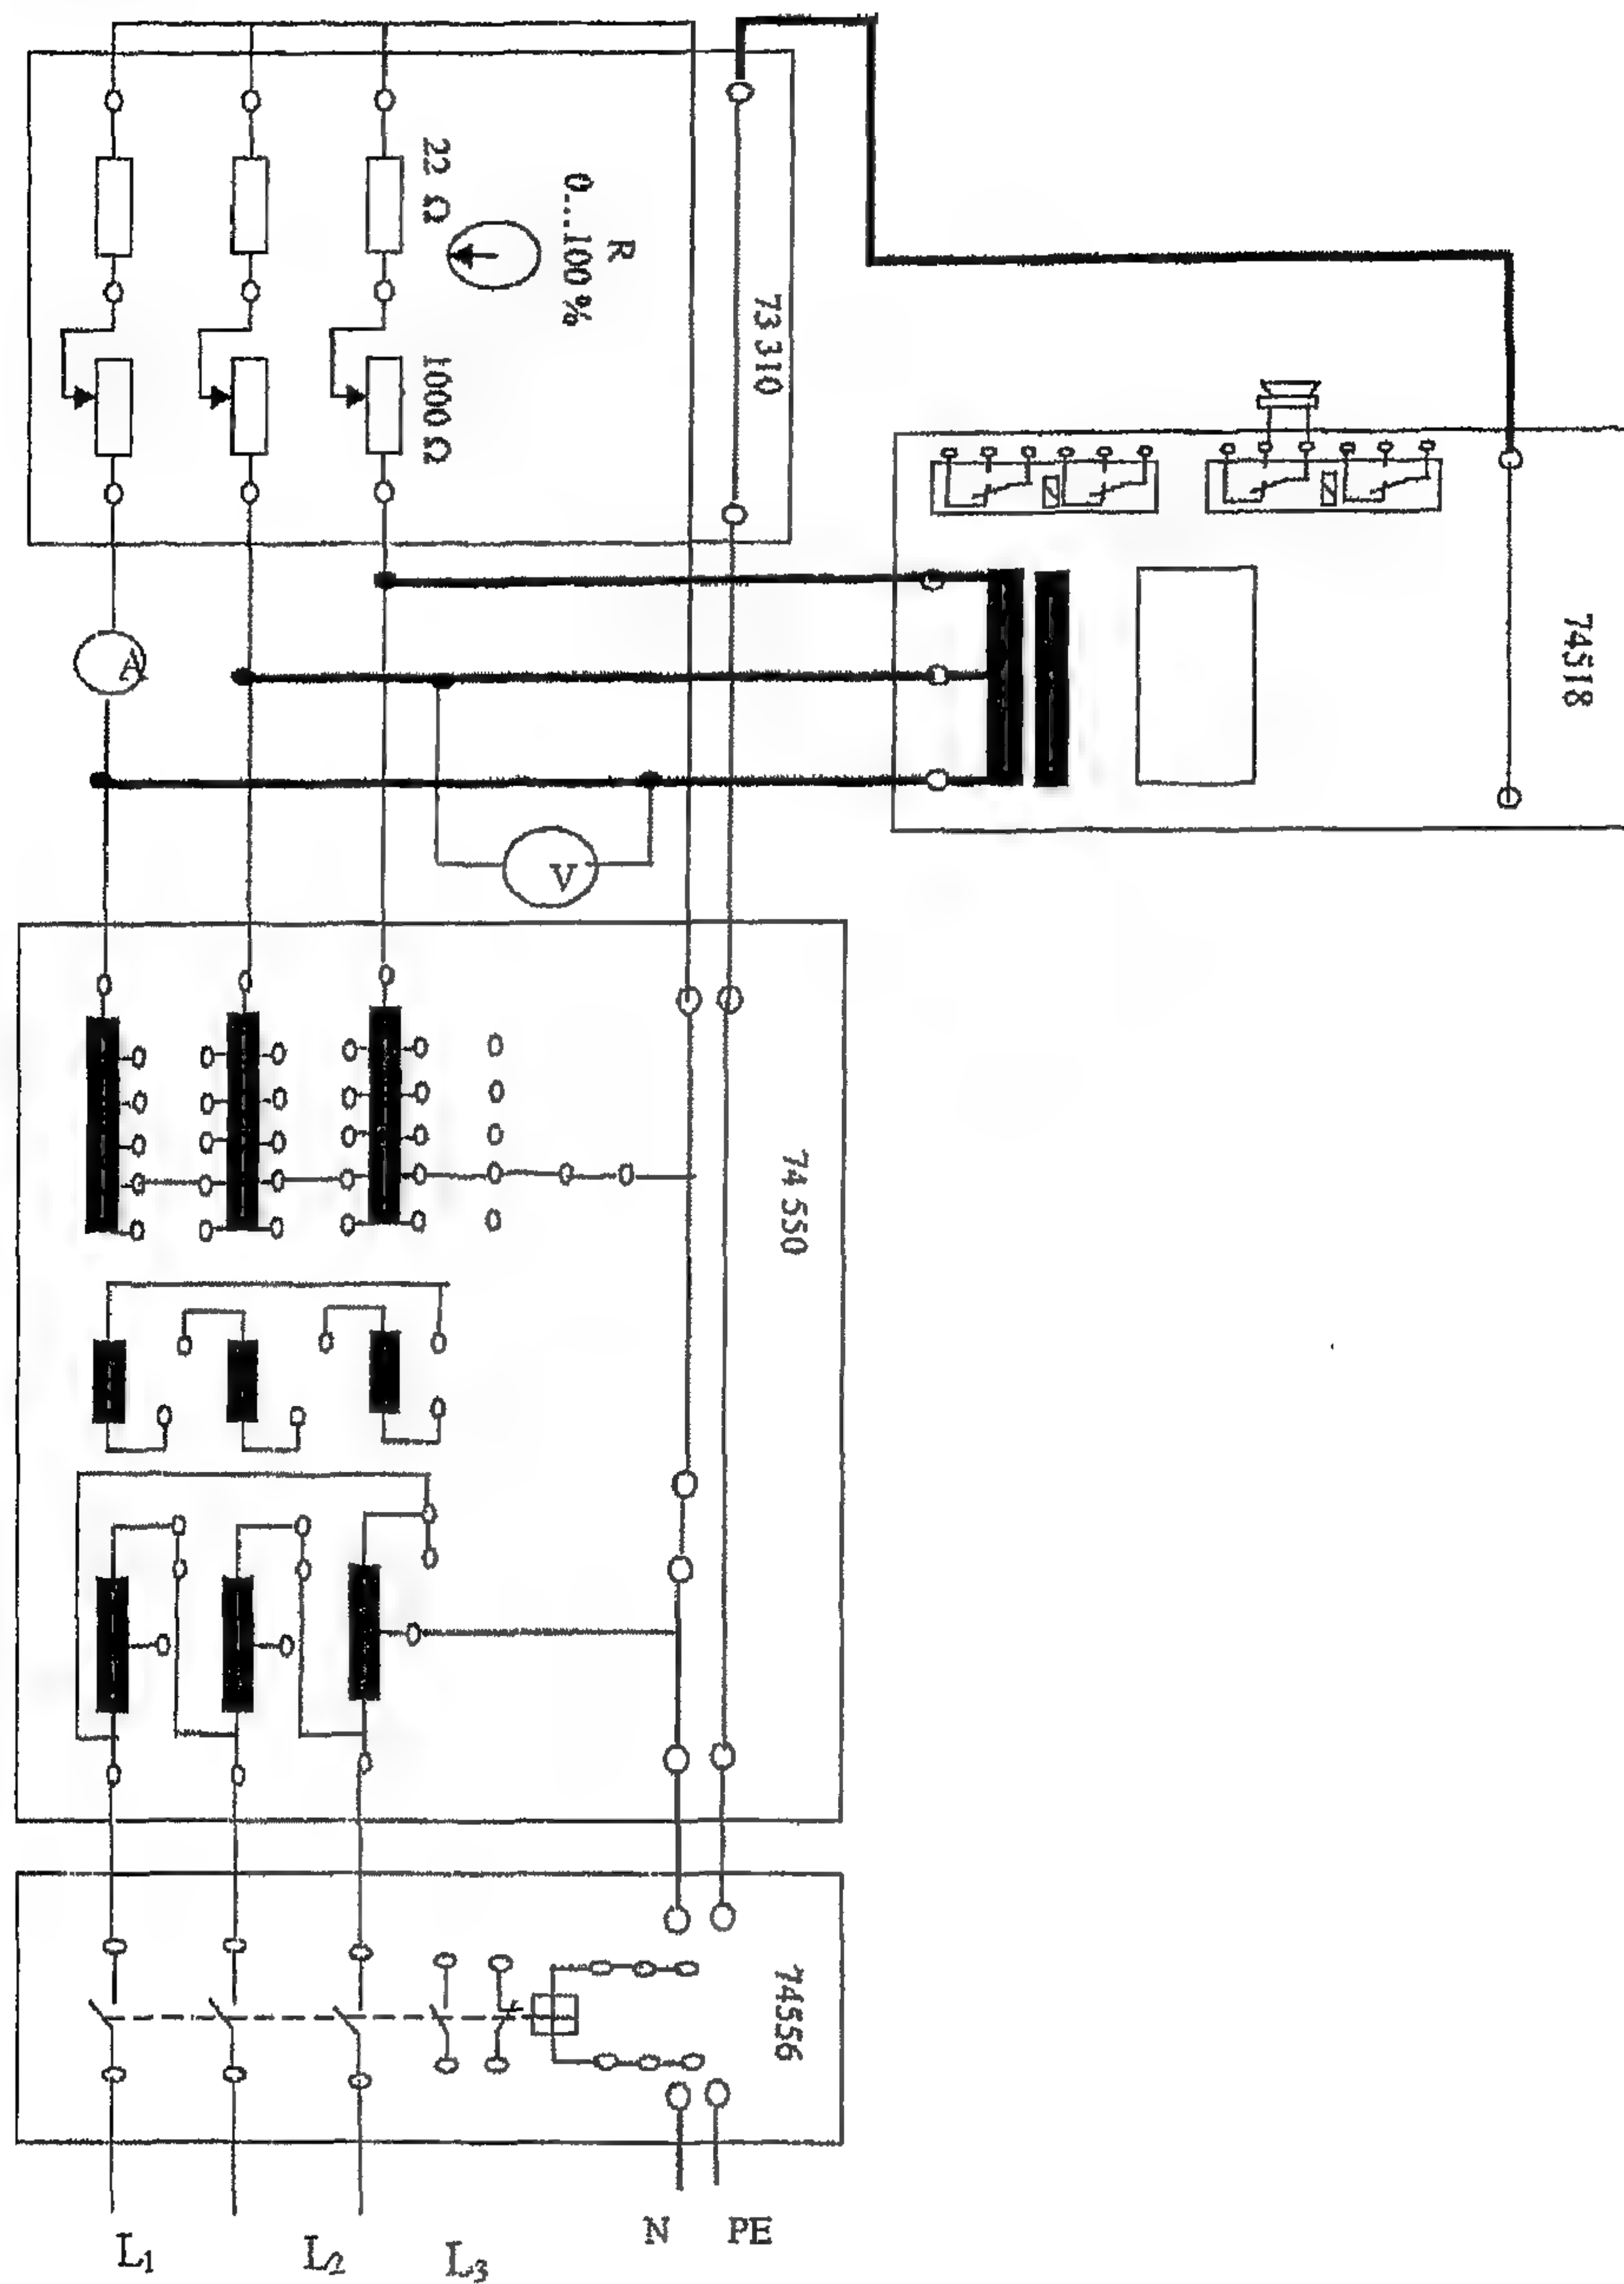 22 Ω
0...100 %
R
1000 Ω
73 310
74518
A
V
74 550
74556
L1
L2
L3
N
PE